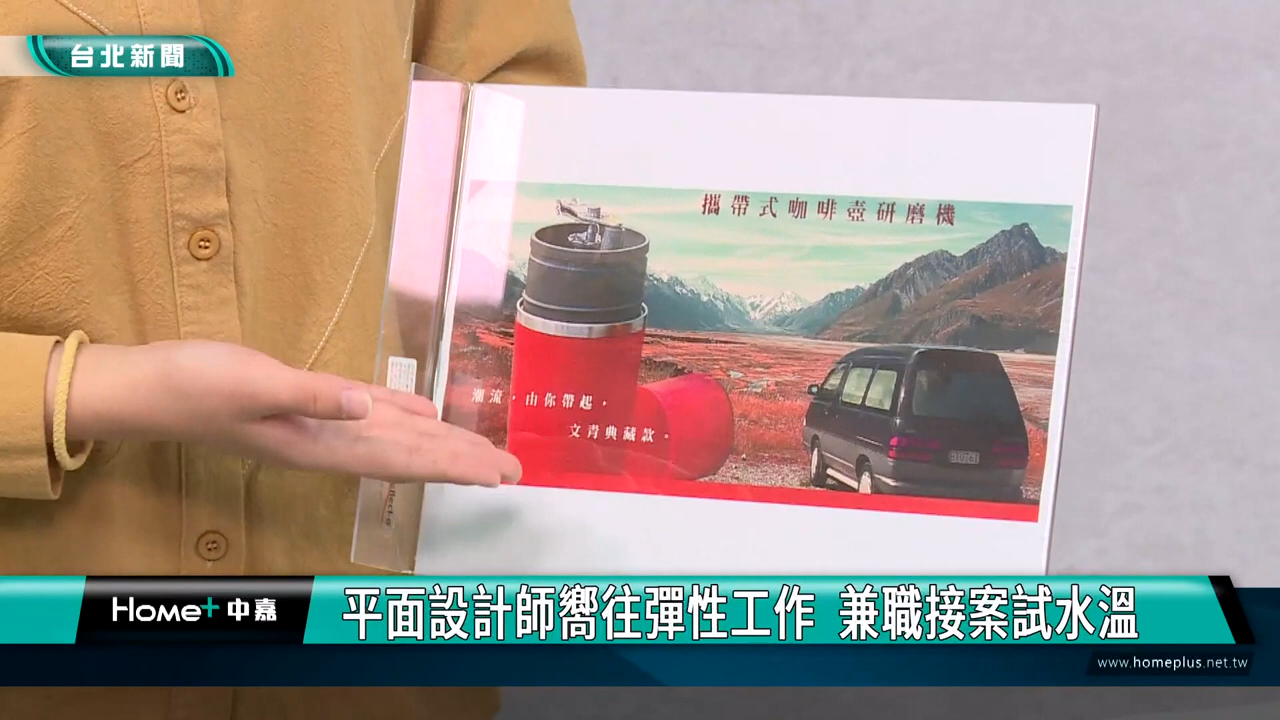 台北新聞
攜帶式咖啡壺研磨機
潮流，由你帶起，
文青典藏款。
Home+ 中嘉
平面設計師嚮往彈性工作 兼職接案試水溫
www.homeplus.net.tw